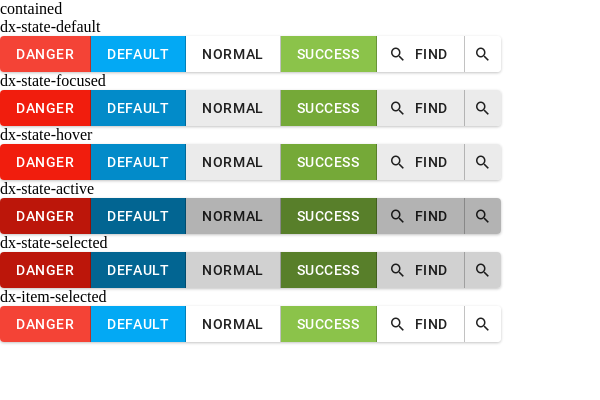 contained
dx-state-default
DANGER DEFAULT NORMAL SUCCESS FIND
dx-state-focused
DANGER DEFAULT NORMAL SUCCESS FIND
dx-state-hover
DANGER DEFAULT NORMAL SUCCESS FIND
dx-state-active
DANGER DEFAULT NORMAL SUCCESS FIND
dx-state-selected
DANGER DEFAULT NORMAL SUCCESS FIND
dx-item-selected
DANGER DEFAULT NORMAL SUCCESS FIND